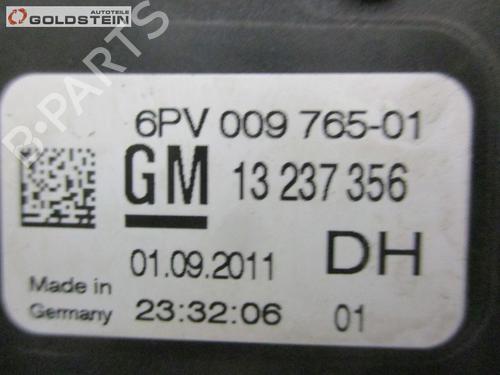 AUTOTEILE
GOLDSTEIN
B-PARTS
6PV 009 765-01
GM 13 237 356
01.09.2011 DH
Made in
Germany
23:32:06 01